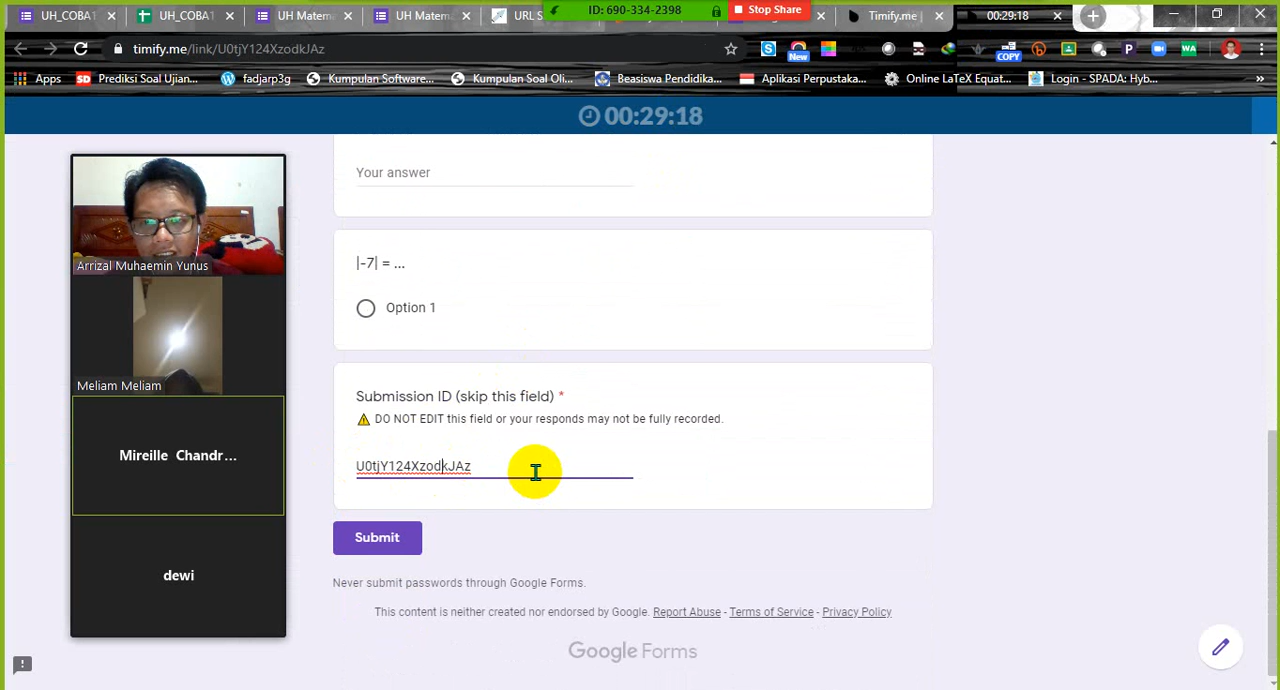 UH_COBA1
UH_COBA1
UH Matem
UH Matem
URL S
ID: 690-334-2398
Stop Share
Timify.me |
00:29:18
timify.me/link/U0tjY124XzodkJAz
New
COPY
P
WA
Apps
SD Prediksi Soal Ujian...
fadjarp3g
Kumpulan Software...
Kumpulan Soal Oli...
Beasiswa Pendidika...
Aplikasi Perpustaka...
Online LaTeX Equat...
Login - SPADA: Hyb...
»
00:29:18
Your answer
|-7| = ...
Option 1
Submission ID (skip this field) *
DO NOT EDIT this field or your responds may not be fully recorded.
U0tjY124XzodkJAz
Submit
Never submit passwords through Google Forms.
This content is neither created nor endorsed by Google. Report Abuse - Terms of Service - Privacy Policy
Google Forms
Arrizal Muhaemin Yunus
Meliam Meliam
Mireille Chandr...
dewi